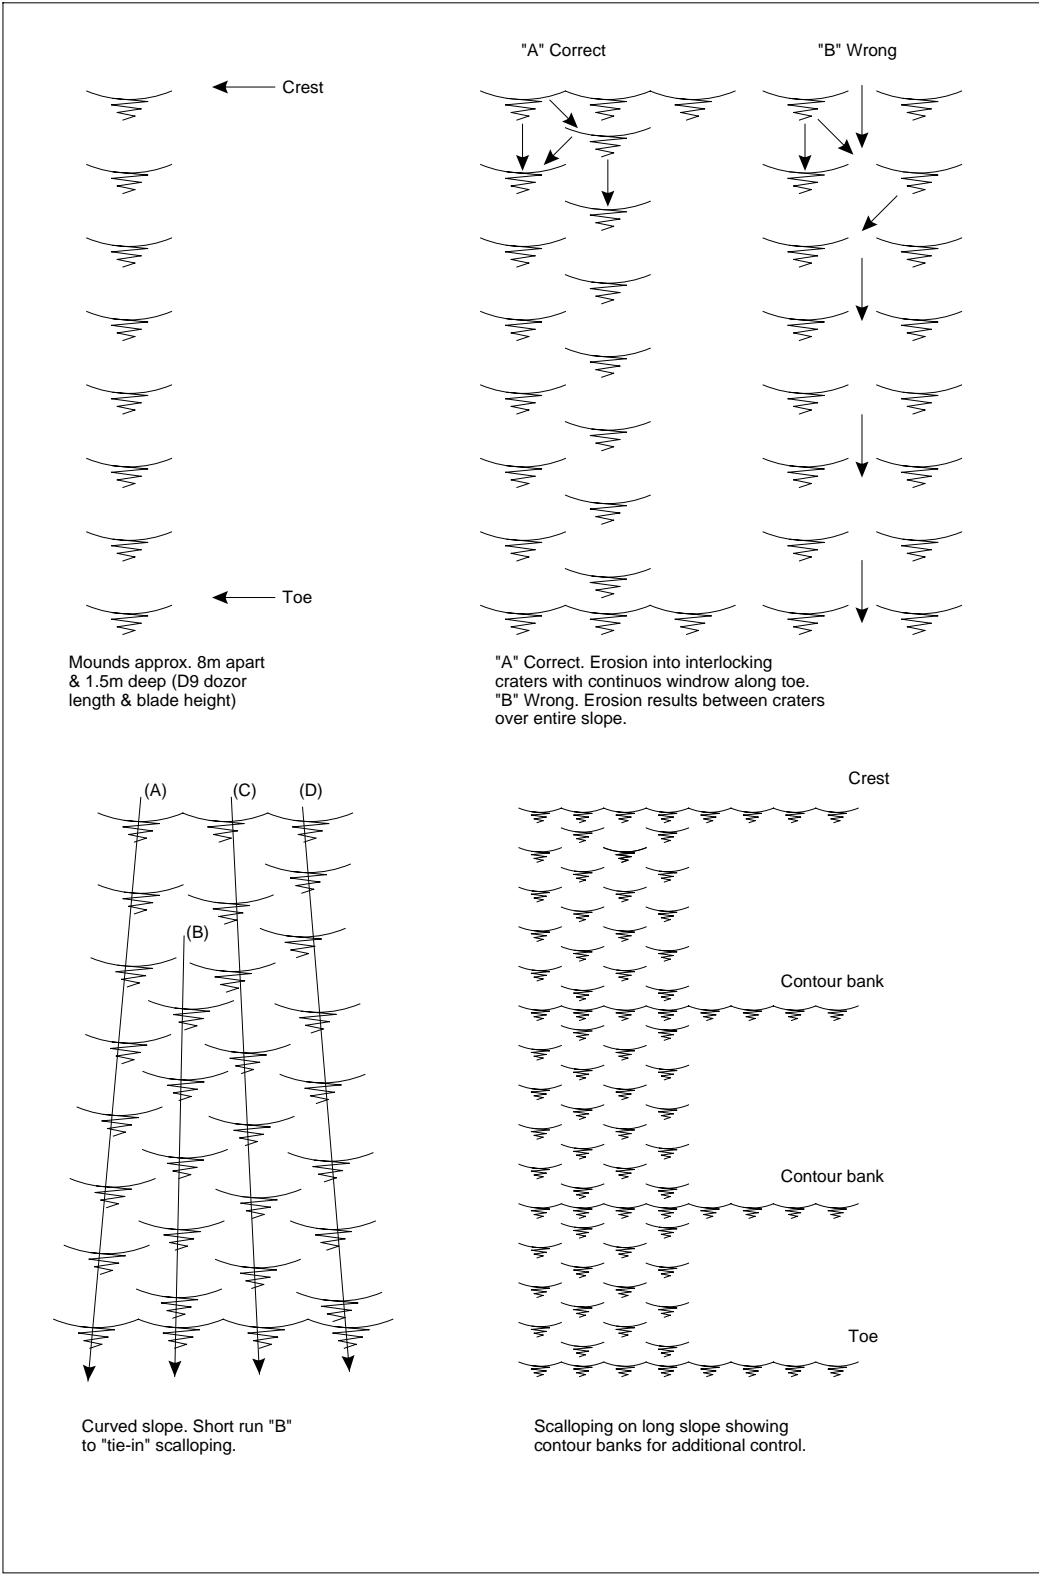 "A" Correct
"B" Wrong
Crest
Toe
Mounds approx. 8m apart
& 1.5m deep (D9 dozor
length & blade height)
"A" Correct. Erosion into interlocking
craters with continuos windrow along toe.
"B" Wrong. Erosion results between craters
over entire slope.
(A)
(C)
(D)
(B)
Curved slope. Short run "B"
to "tie-in" scalloping.
Crest
Contour bank
Contour bank
Toe
Scalloping on long slope showing
contour banks for additional control.